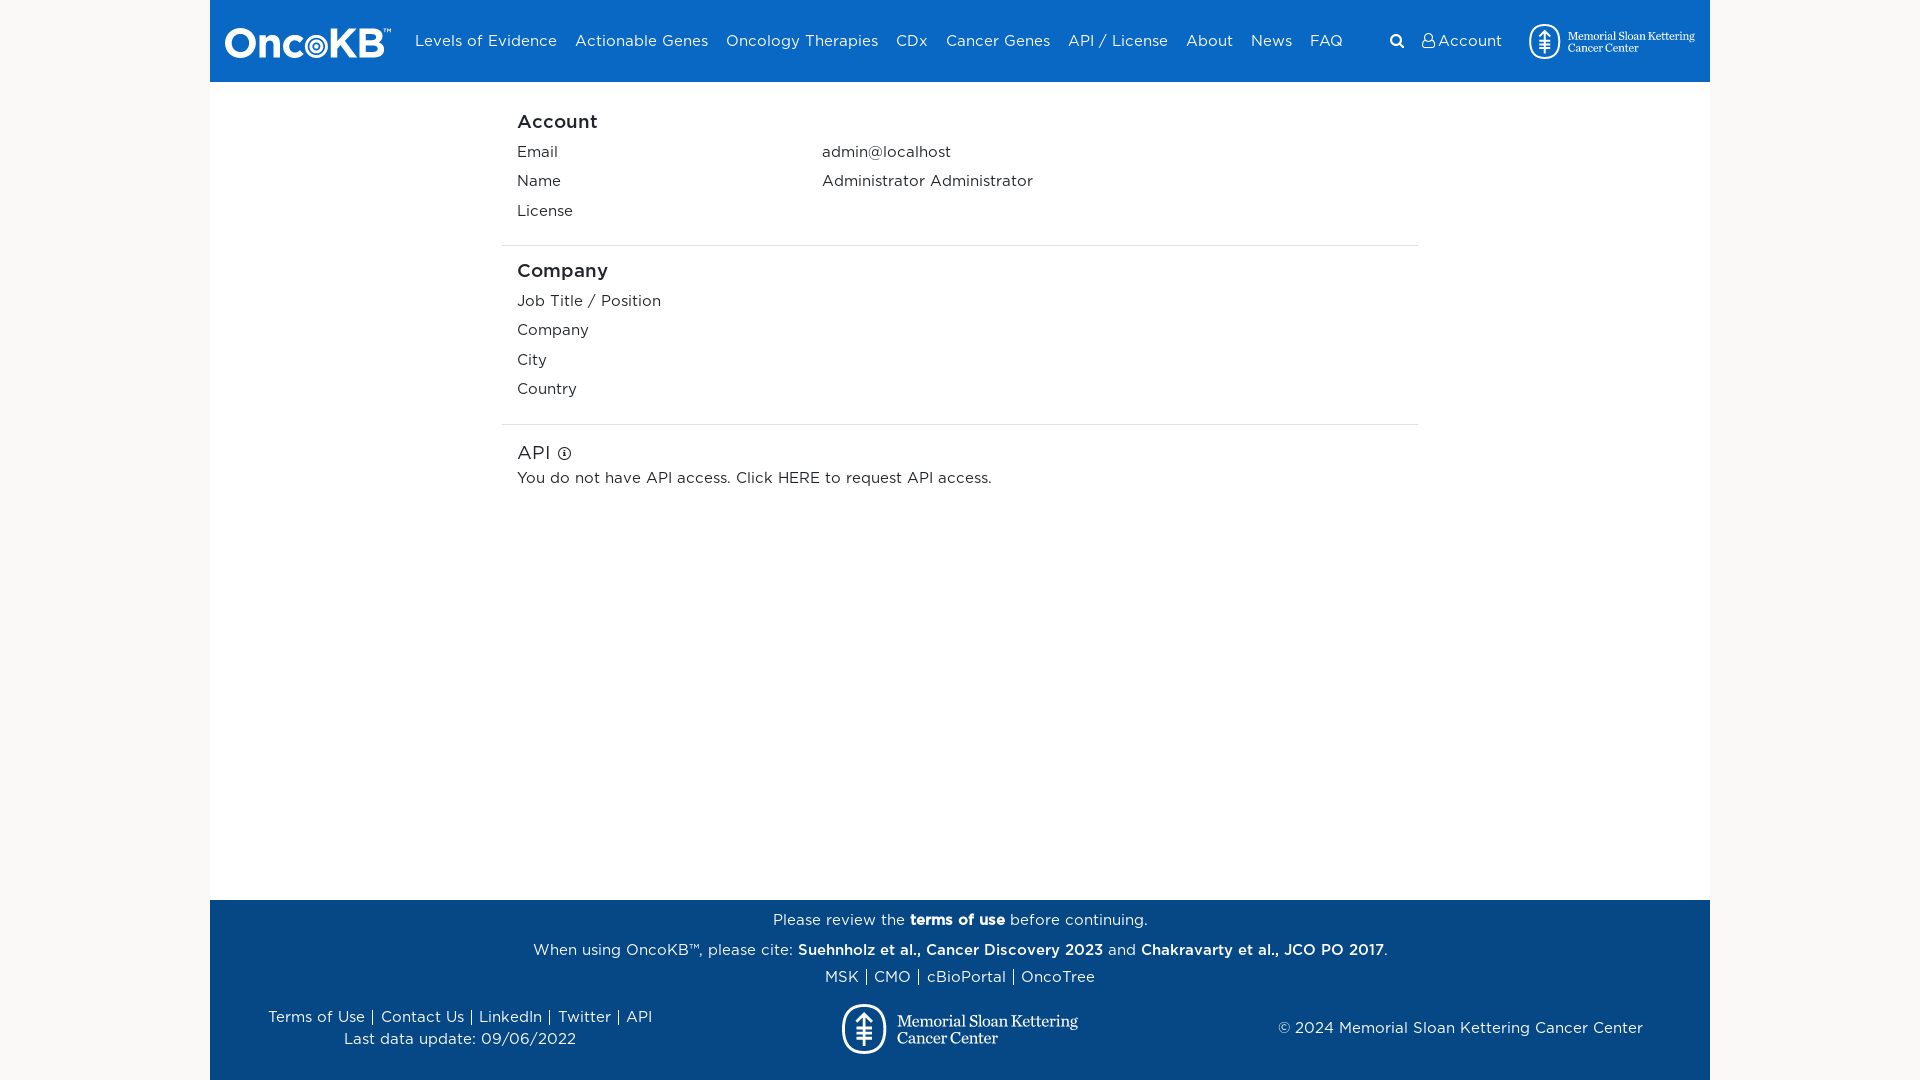 OncoKB™ Levels of Evidence Actionable Genes Oncology Therapies CDx Cancer Genes API / License About News FAQ Account Memorial Sloan Kettering
Cancer Center
Account
Email admin@localhost
Name Administrator Administrator
License
Company
Job Title / Position
Company
City
Country
API
You do not have API access. Click HERE to request API access.
Please review the terms of use before continuing.
When using OncoKB™, please cite: Suehnholz et al., Cancer Discovery 2023 and Chakravarty et al., JCO PO 2017.
MSK | CMO | cBioPortal | OncoTree
Terms of Use | Contact Us | LinkedIn | Twitter | API
Last data update: 09/06/2022
Memorial Sloan Kettering
Cancer Center
© 2024 Memorial Sloan Kettering Cancer Center